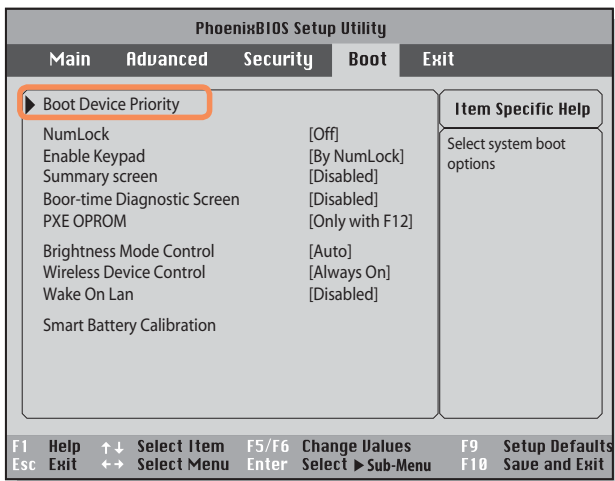 PhoenixBIOS Setup Utility
Main Advanced Security Boot Exit
▶ Boot Device Priority
NumLock [Off]
Enable Keypad [By NumLock]
Summary screen [Disabled]
Boor-time Diagnostic Screen [Disabled]
PXE OPROM [Only with F12]
Brightness Mode Control [Auto]
Wireless Device Control [Always On]
Wake On Lan [Disabled]
Smart Battery Calibration
Item Specific Help
Select system boot
options
F1 Help ↑↓ Select Item F5/F6 Change Values F9 Setup Defaults
Esc Exit ←→ Select Menu Enter Select ▶ Sub-Menu F10 Save and Exit